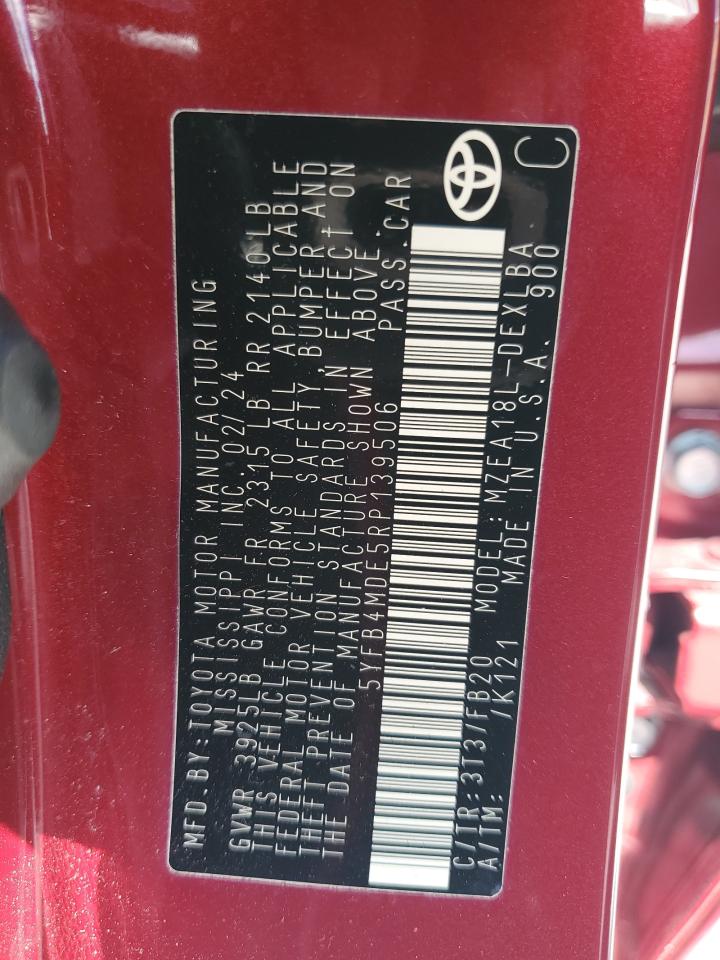 MFD.BY:TOYOTA MOTOR MANUFACTURING
MISSISSIPPI INC.02/24
GVWR 3925LB GAWR FR 2315 LB RR 2140LB
THIS VEHICLE CONFORMS TO ALL APPLICABLE
FEDERAL MOTOR VEHICLE SAFETY, BUMPER AND
THEFT PREVENTION STANDARDS IN EFFECT ON
THE DATE OF MANUFACTURE SHOWN ABOVE.
5YFB4MDE5RP139506 PASS.CAR
C/TR:3T3/FB20 MODEL:MZEA18L-DEXLBA
A/TM: /K121 MADE IN U.S.A. 900
C